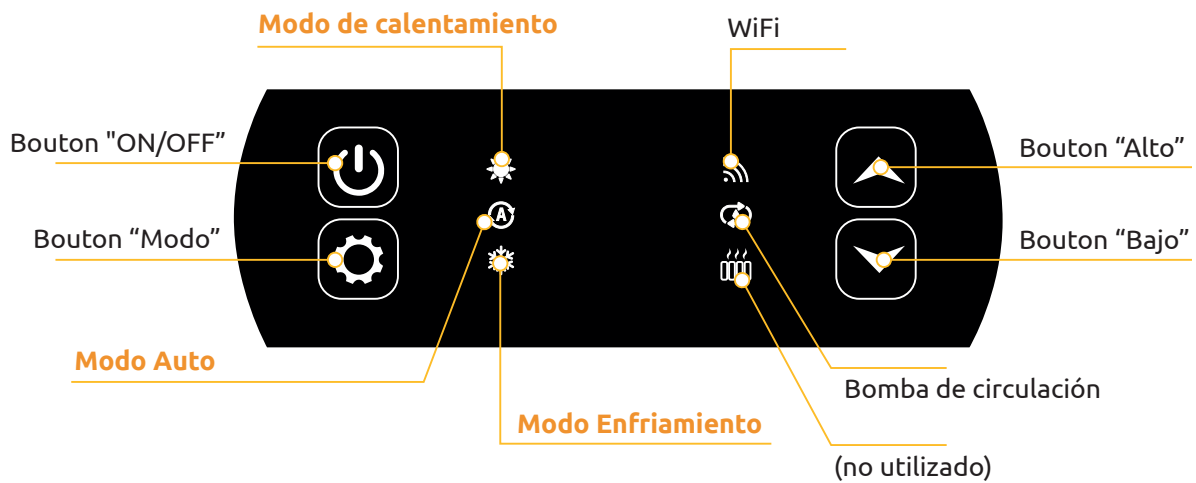 Modo de calentamiento
WiFi
Bouton "ON/OFF”
Bouton “Alto”
A
Bouton “Modo”
Bouton “Bajo”
Modo Auto
Bomba de circulación
Modo Enfriamiento
(no utilizado)